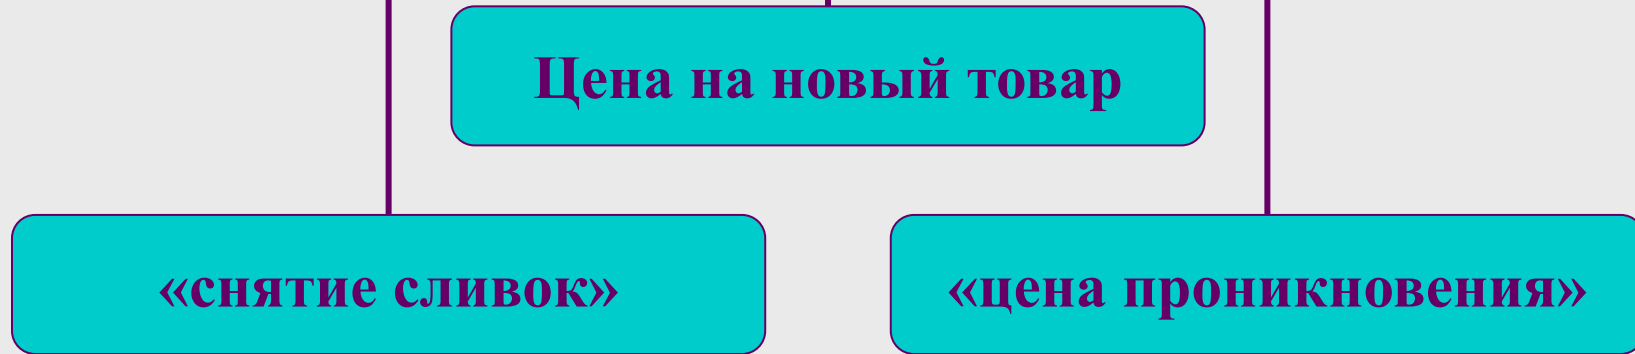 Цена на новый товар
«снятие сливок»
«цена проникновения»